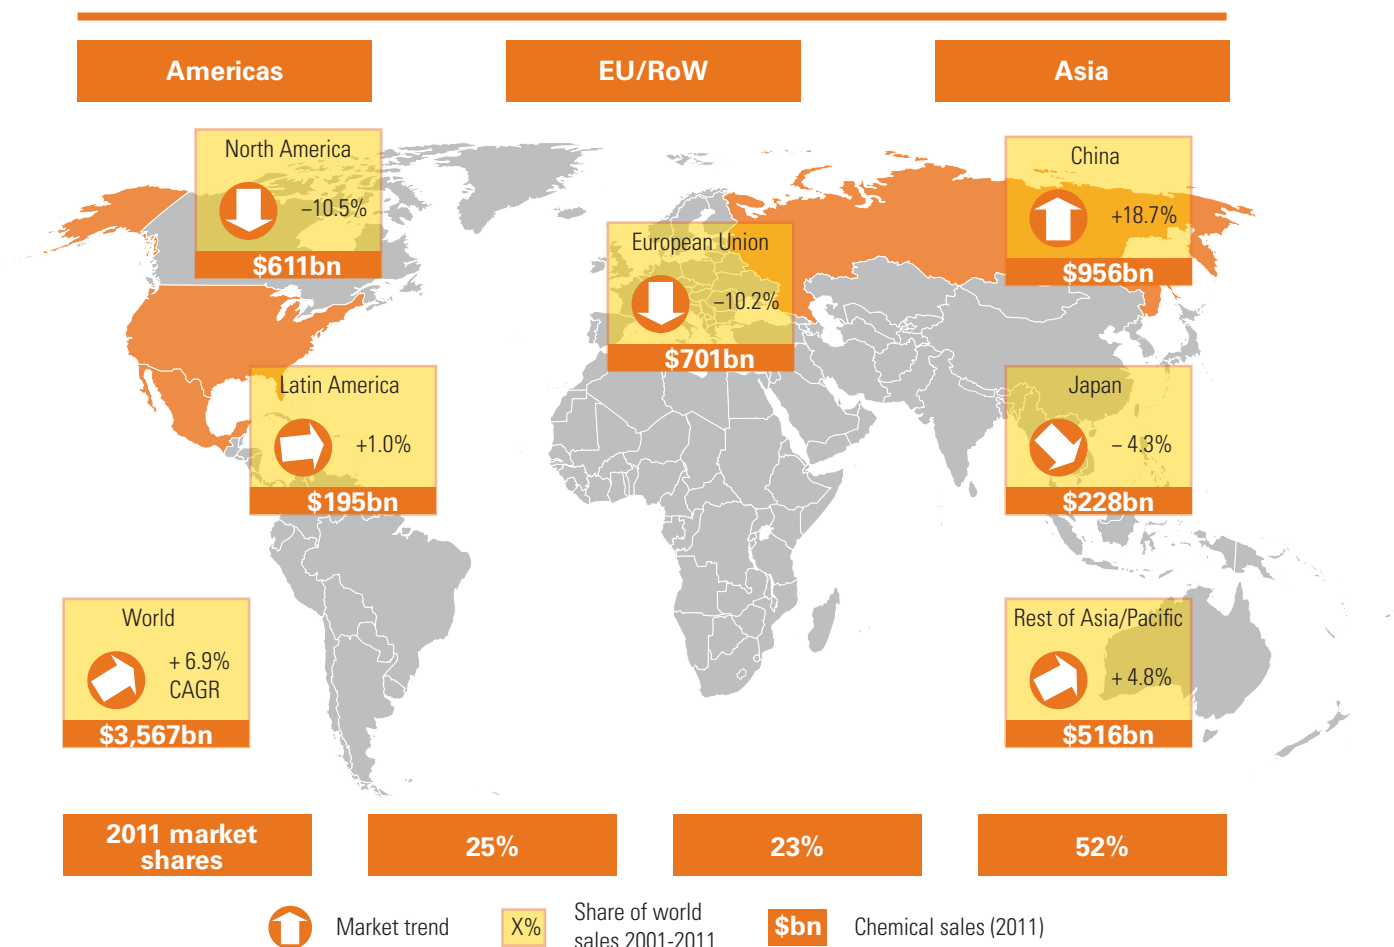 Americas
EU/RoW
Asia
North America
−10.5%
$611bn
European Union
−10.2%
$701bn
China
+18.7%
$956bn
Latin America
+1.0%
$195bn
Japan
− 4.3%
$228bn
World
+ 6.9%
CAGR
$3,567bn
Rest of Asia/Pacific
+ 4.8%
$516bn
2011 market
shares
25%
23%
52%
Market trend
X%
Share of world
sales 2001-2011
$bn
Chemical sales (2011)